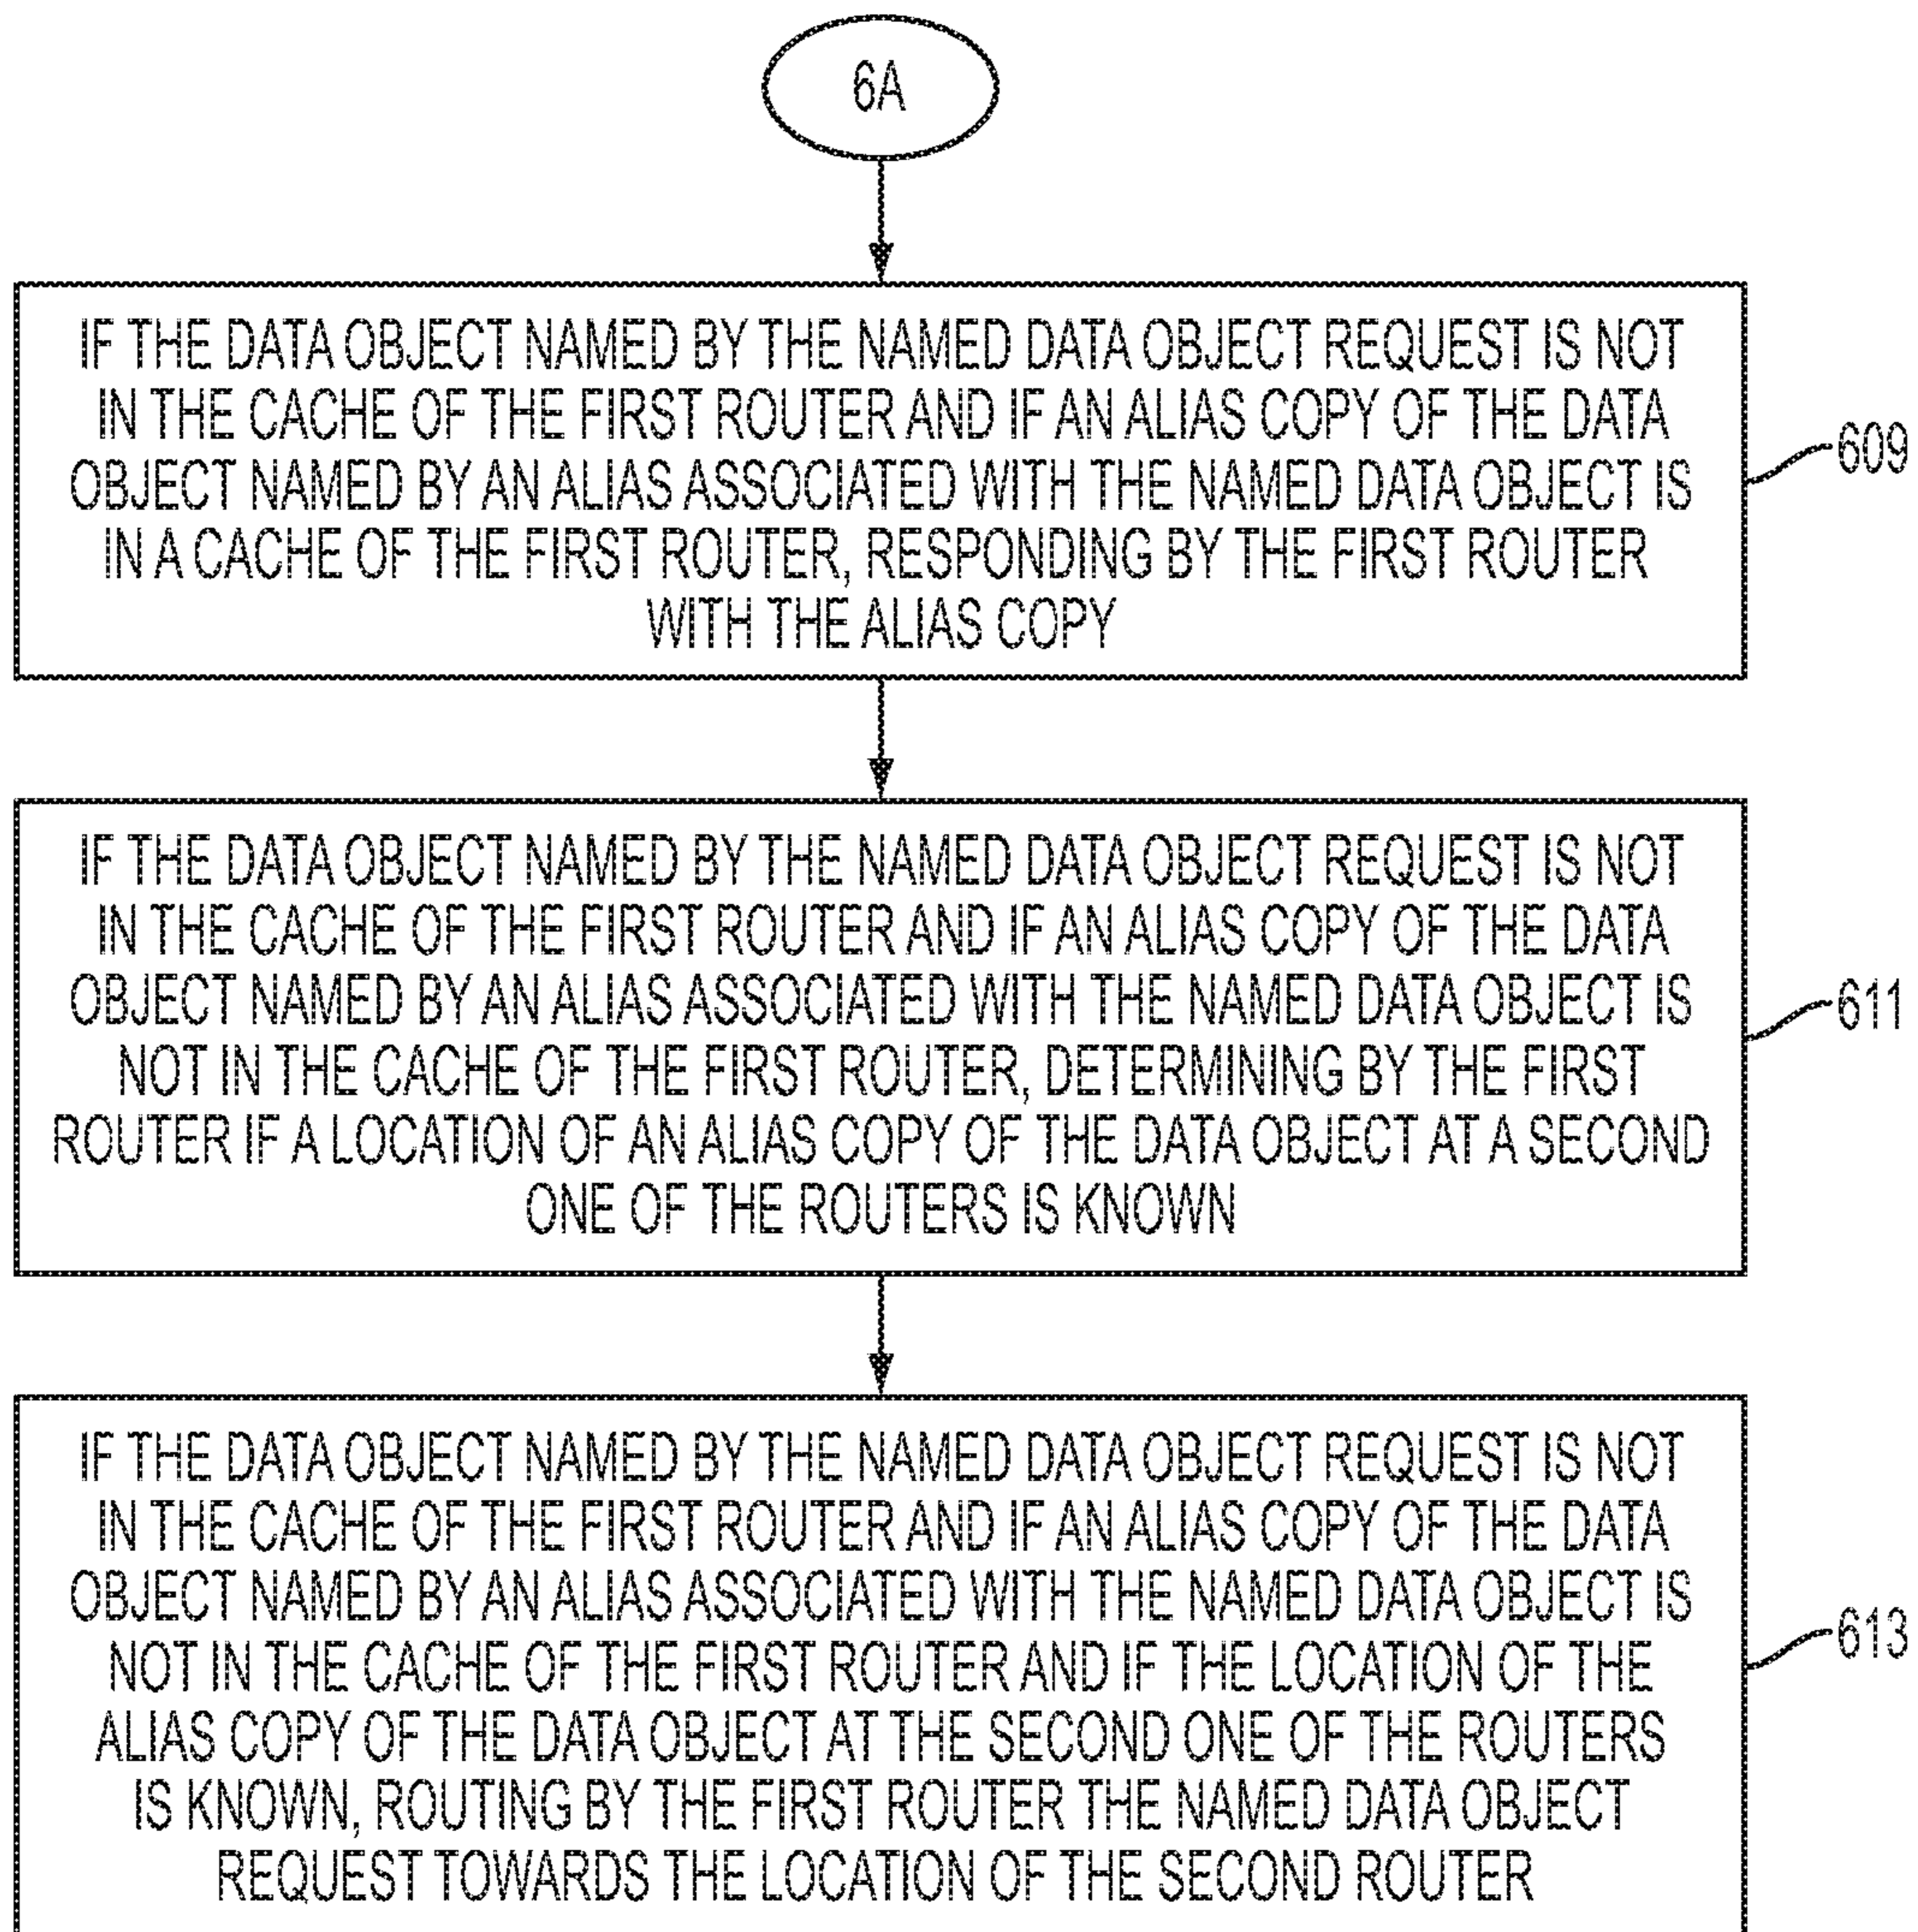 6A
IF THE DATA OBJECT NAMED BY THE NAMED DATA OBJECT REQUEST IS NOT
IN THE CACHE OF THE FIRST ROUTER AND IF AN ALIAS COPY OF THE DATA
OBJECT NAMED BY AN ALIAS ASSOCIATED WITH THE NAMED DATA OBJECT IS
IN A CACHE OF THE FIRST ROUTER, RESPONDING BY THE FIRST ROUTER
WITH THE ALIAS COPY
609
IF THE DATA OBJECT NAMED BY THE NAMED DATA OBJECT REQUEST IS NOT
IN THE CACHE OF THE FIRST ROUTER AND IF AN ALIAS COPY OF THE DATA
OBJECT NAMED BY AN ALIAS ASSOCIATED WITH THE NAMED DATA OBJECT IS
NOT IN THE CACHE OF THE FIRST ROUTER, DETERMINING BY THE FIRST
ROUTER IF A LOCATION OF AN ALIAS COPY OF THE DATA OBJECT AT A SECOND
ONE OF THE ROUTERS IS KNOWN
611
IF THE DATA OBJECT NAMED BY THE NAMED DATA OBJECT REQUEST IS NOT
IN THE CACHE OF THE FIRST ROUTER AND IF AN ALIAS COPY OF THE DATA
OBJECT NAMED BY AN ALIAS ASSOCIATED WITH THE NAMED DATA OBJECT IS
NOT IN THE CACHE OF THE FIRST ROUTER AND IF THE LOCATION OF THE
ALIAS COPY OF THE DATA OBJECT AT THE SECOND ONE OF THE ROUTERS
IS KNOWN, ROUTING BY THE FIRST ROUTER THE NAMED DATA OBJECT
REQUEST TOWARDS THE LOCATION OF THE SECOND ROUTER
613